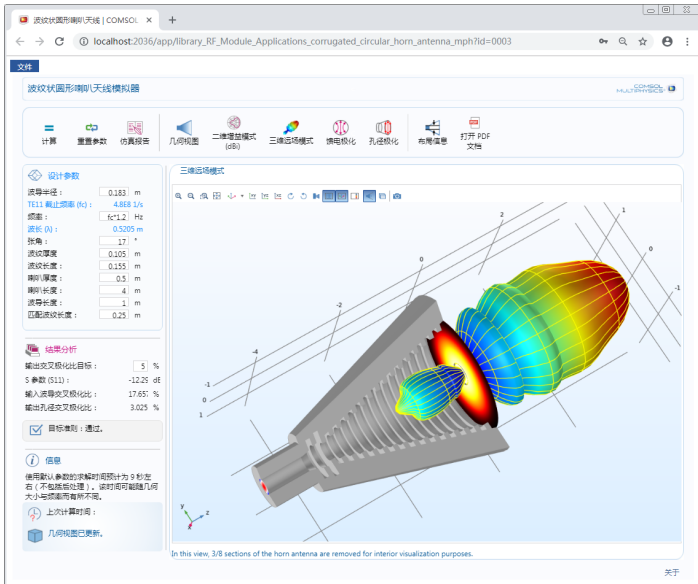 波纹状圆形喇叭天线 | COMSOL
localhost:2036/app/library_RF_Module_Applications_corrugated_circular_horn_antenna_mph?id=0003
文件
波纹状圆形喇叭天线模拟器
COMSOL
MULTIPHYSICS
计算
重置参数
仿真报告
几何视图
二维增益模式
(dBi)
三维远场模式
馈电极化
孔径极化
布局信息
打开 PDF
文档
设计参数
波导半径： 0.183 m
TE11 截止频率 (fc)： 4.8E8 1/s
频率： fc*1.2 Hz
波长 (λ)： 0.5205 m
张角： 17 °
波纹厚度 0.105 m
波纹长度： 0.155 m
喇叭厚度： 0.5 m
喇叭长度： 4 m
波导长度： 1 m
匹配波纹长度： 0.25 m
结果分析
输出交叉极化比目标： 5 %
S 参数 (S11)： -12.29 dE
输入波导交叉极化比： 17.657 %
输出孔径交叉极化比： 3.025 %
目标准则：通过。
信息
使用默认参数的求解时间预计为 9 秒左
右（不包括后处理）。该时间可能随几何
大小与频率而有所不同。
上次计算时间：
几何视图已更新。
三维远场模式
2
1
0
0
-1
-2
-4
-1
0
1
y
z
x
In this view, 3/8 sections of the horn antenna are removed for interior visualization purposes.
关于